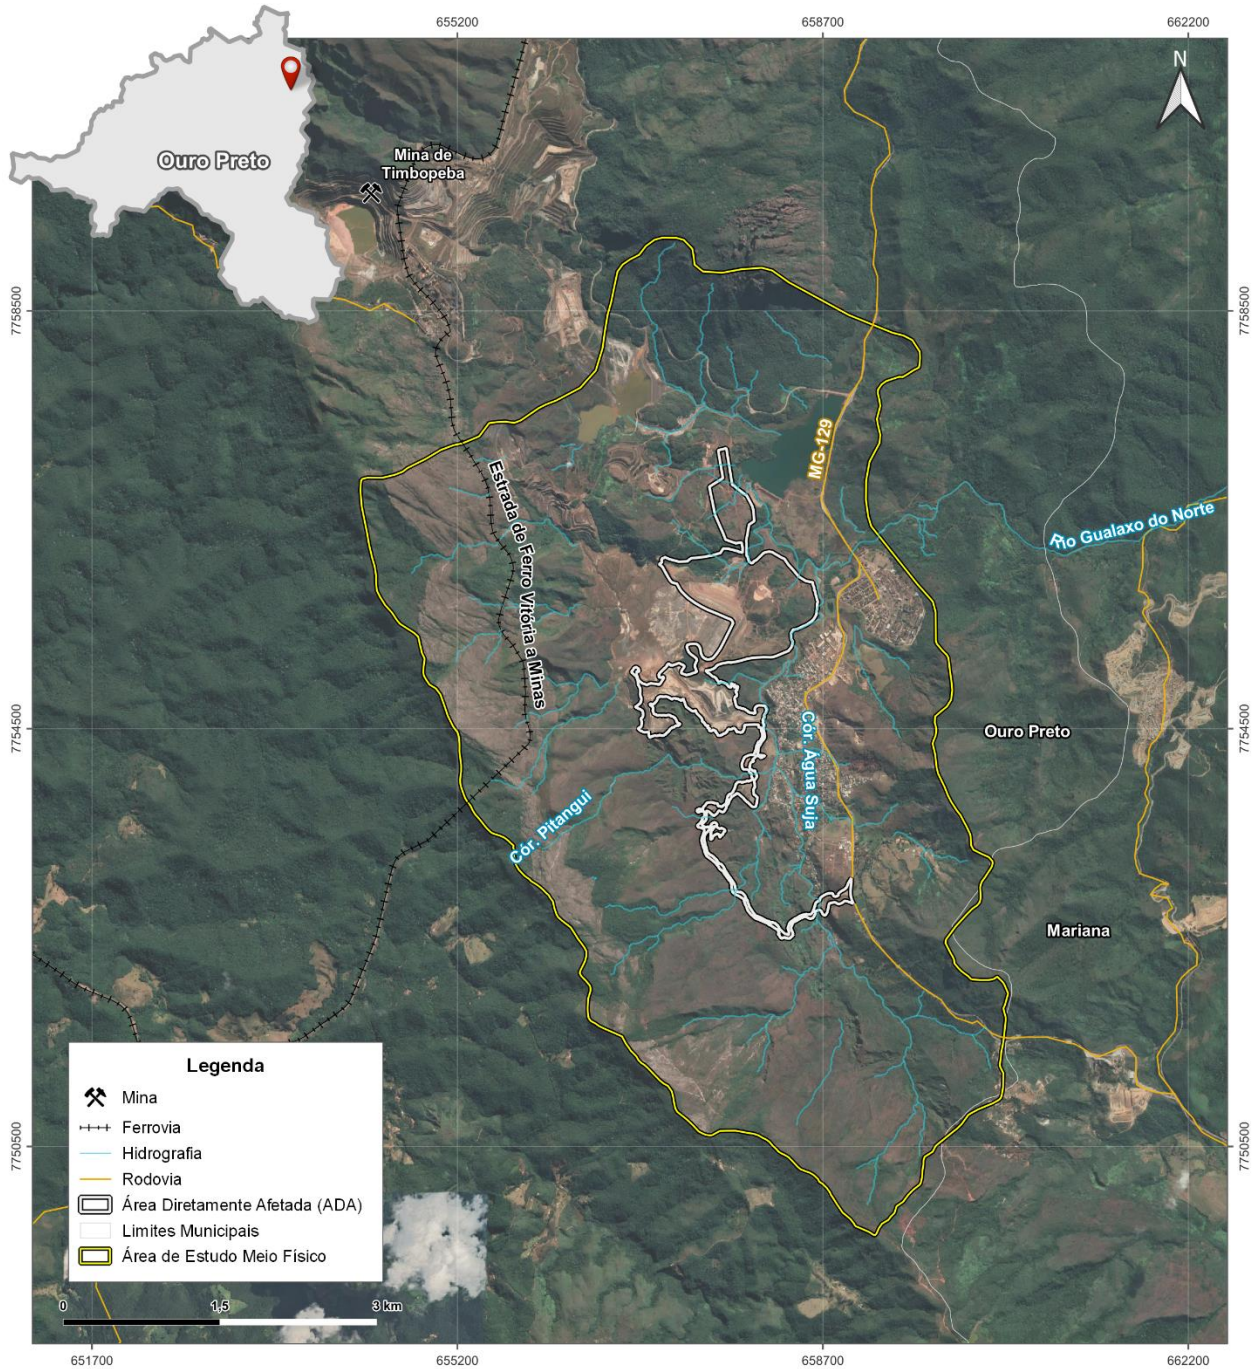 655200
658700
662200
N
Ouro Preto
Mina de
Timbopeba
7758500
7758500
MG-129
Estrada de Ferro Vitória a Minas
Rio Gualaxo do Norte
7754500
7754500
Cór. Água Suja
Ouro Preto
Cór. Pitangui
Mariana
Legenda
Mina
Ferrovia
Hidrografia
Rodovia
Área Diretamente Afetada (ADA)
Limites Municipais
Área de Estudo Meio Físico
7750500
7750500
0 1,5 3 km
651700
655200
658700
662200